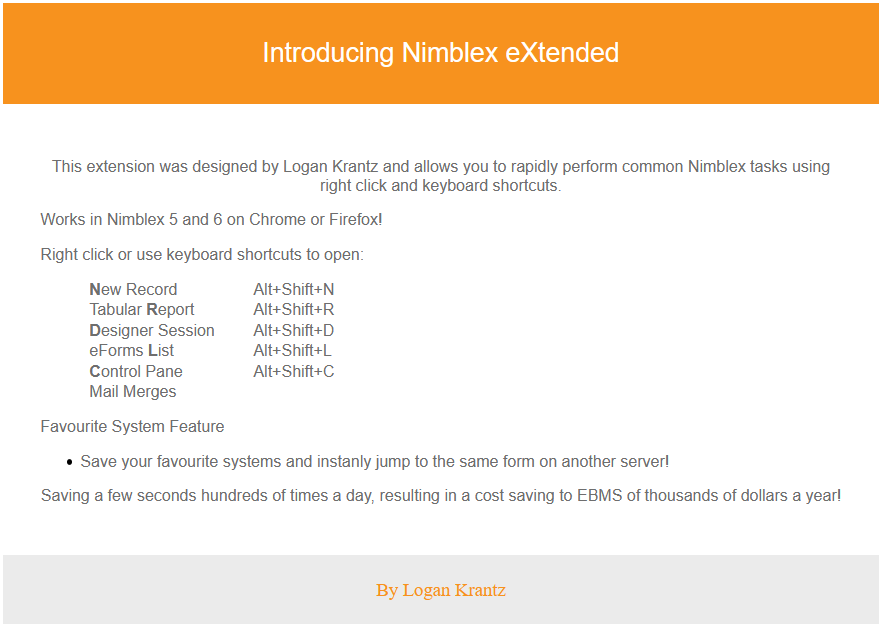 Introducing Nimblex eXtended
This extension was designed by Logan Krantz and allows you to rapidly perform common Nimblex tasks using
right click and keyboard shortcuts.
Works in Nimblex 5 and 6 on Chrome or Firefox!
Right click or use keyboard shortcuts to open:
New Record Alt+Shift+N
Tabular Report Alt+Shift+R
Designer Session Alt+Shift+D
eForms List Alt+Shift+L
Control Pane Alt+Shift+C
Mail Merges
Favourite System Feature
• Save your favourite systems and instanly jump to the same form on another server!
Saving a few seconds hundreds of times a day, resulting in a cost saving to EBMS of thousands of dollars a year!
By Logan Krantz